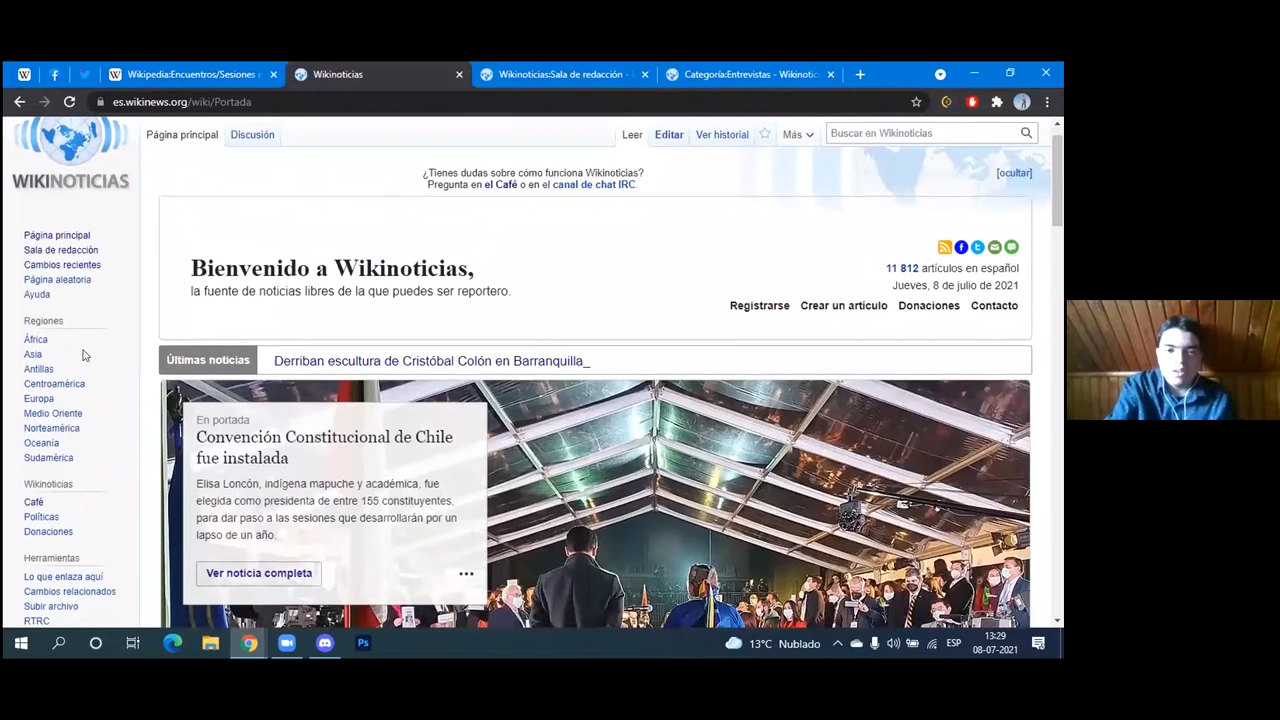 Wikipedia:Encuentros/Sesiones e
Wikinoticias
Wikinoticias:Sala de redacción - 
Categoría:Entrevistas - Wikinotic
es.wikinews.org/wiki/Portada
WIKINOTICIAS
Página principal
Discusión
Leer
Editar
Ver historial
Más
Buscar en Wikinoticias
¿Tienes dudas sobre cómo funciona Wikinoticias?
Pregunta en el Café o en el canal de chat IRC.
[ocultar]
Página principal
Sala de redacción
Cambios recientes
Página aleatoria
Ayuda
Regiones
África
Asia
Antillas
Centroamérica
Europa
Medio Oriente
Norteamérica
Oceanía
Sudamérica
Wikinoticias
Café
Políticas
Donaciones
Herramientas
Lo que enlaza aquí
Cambios relacionados
Subir archivo
RTRC
Bienvenido a Wikinoticias,
la fuente de noticias libres de la que puedes ser reportero.
11 812 artículos en español
Jueves, 8 de julio de 2021
Registrarse Crear un artículo Donaciones Contacto
Últimas noticias
Derriban escultura de Cristóbal Colón en Barranquilla_
En portada
Convención Constitucional de Chile
fue instalada
Elisa Loncón, indígena mapuche y académica, fue
elegida como presidenta de entre 155 constituyentes,
para dar paso a las sesiones que desarrollarán por un
lapso de un año.
Ver noticia completa
Ps
13°C Nublado
ESP
13:29
08-07-2021